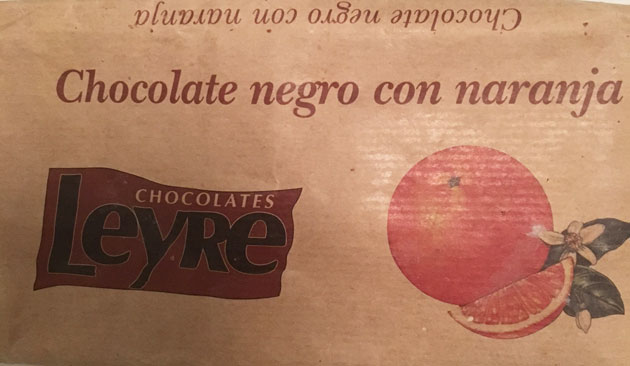 Chocolate negro con naranja
Chocolate negro con naranja
CHOCOLATES
Leyre